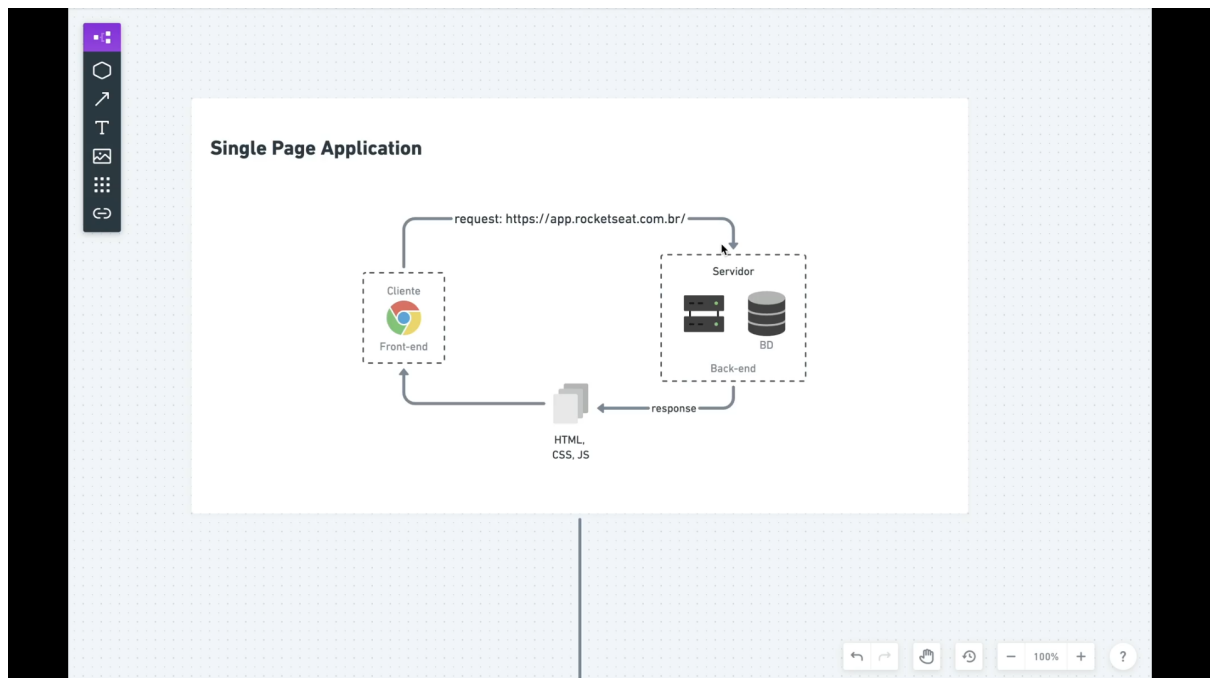 Single Page Application
request: https://app.rocketseat.com.br/
Servidor
Cliente
BD
Front-end
Back-end
response
HTML,
CSS, JS
T
100%
?